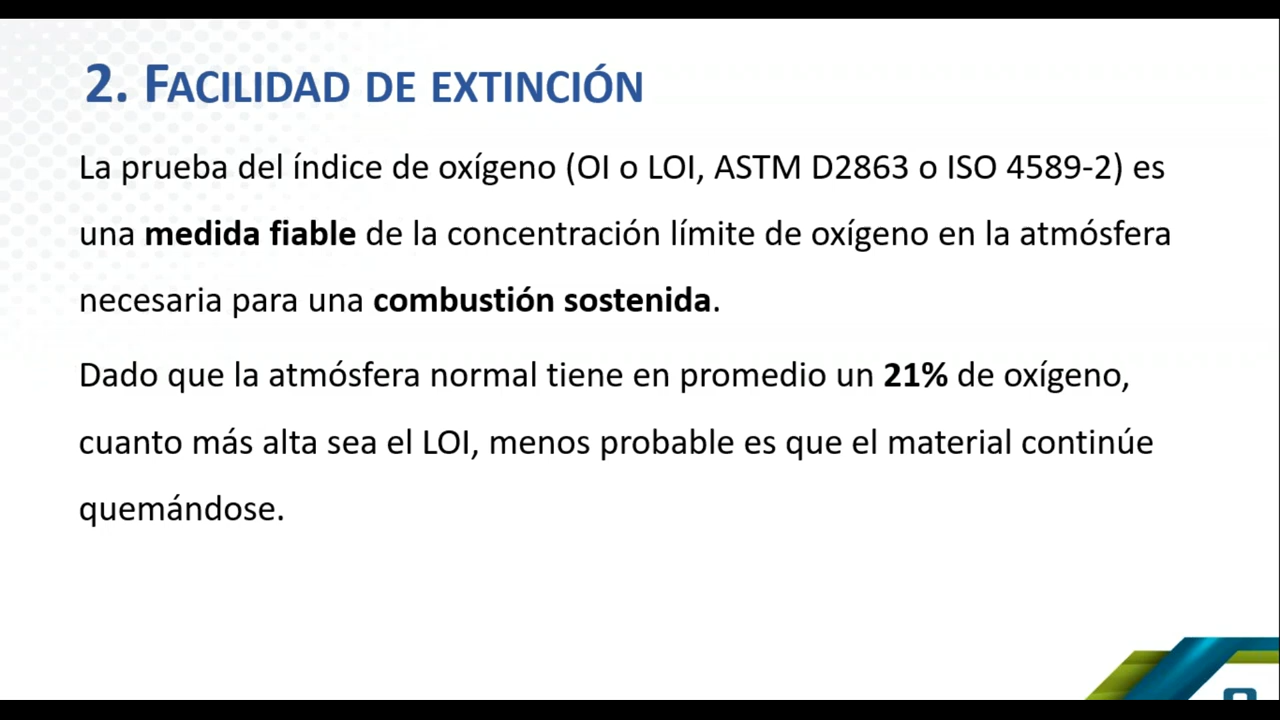 2. FACILIDAD DE EXTINCIÓN
La prueba del índice de oxígeno (OI o LOI, ASTM D2863 o ISO 4589-2) es
una medida fiable de la concentración límite de oxígeno en la atmósfera
necesaria para una combustión sostenida.
Dado que la atmósfera normal tiene en promedio un 21% de oxígeno,
cuanto más alta sea el LOI, menos probable es que el material continúe
quemándose.